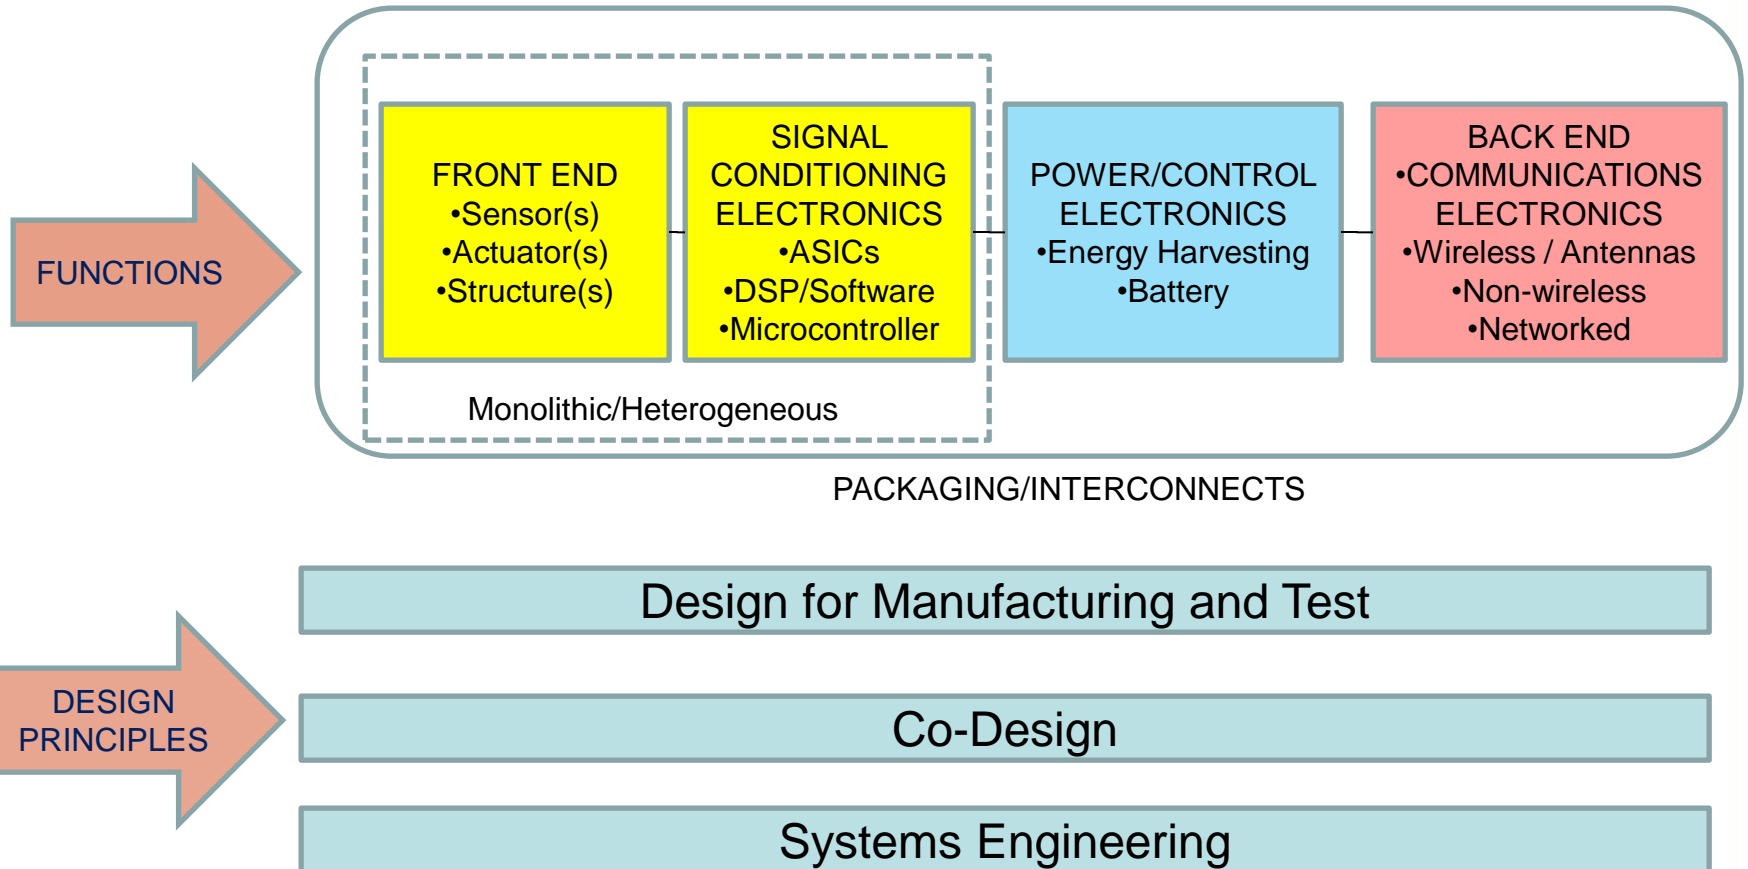 FUNCTIONS
FRONT END
•Sensor(s)
•Actuator(s)
•Structure(s)
SIGNAL
CONDITIONING
ELECTRONICS
•ASICs
•DSP/Software
•Microcontroller
POWER/CONTROL
ELECTRONICS
•Energy Harvesting
•Battery
BACK END
•COMMUNICATIONS
ELECTRONICS
•Wireless / Antennas
•Non-wireless
•Networked
Monolithic/Heterogeneous
PACKAGING/INTERCONNECTS
DESIGN
PRINCIPLES
Design for Manufacturing and Test
Co-Design
Systems Engineering